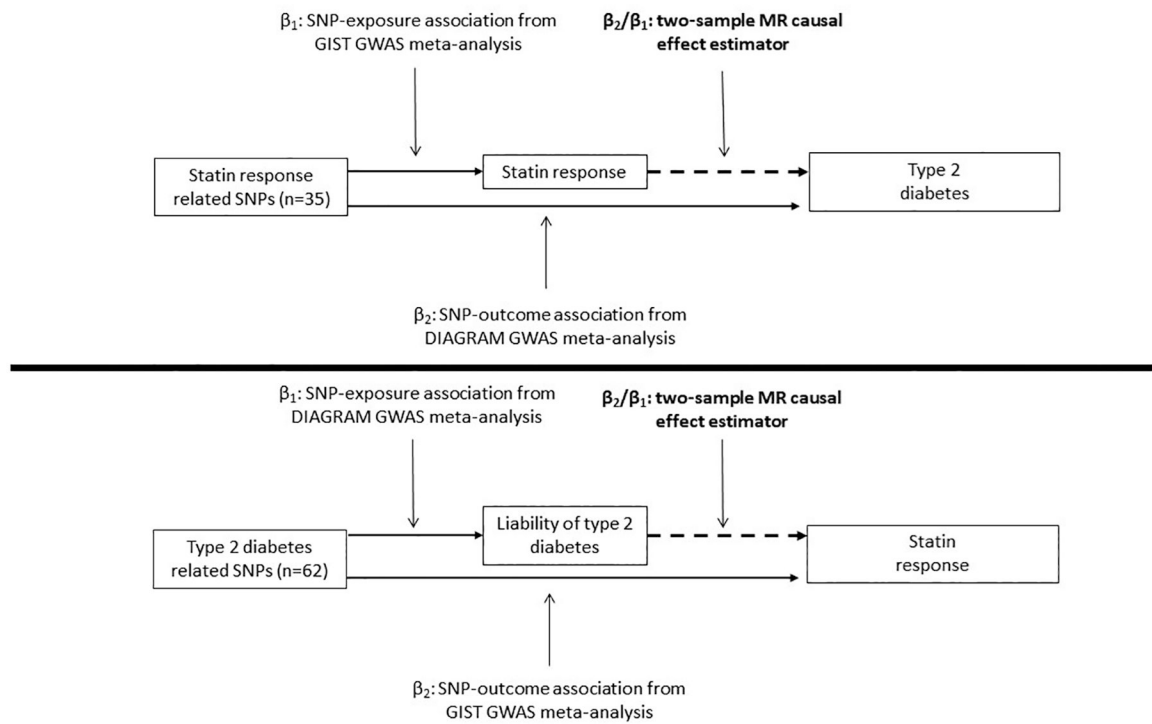 β₁: SNP-exposure association from
GIST GWAS meta-analysis
β₂/β₁: two-sample MR causal
effect estimator
Statin response
related SNPs (n=35)
Statin response
Type 2
diabetes
β₂: SNP-outcome association from
DIAGRAM GWAS meta-analysis
β₁: SNP-exposure association from
DIAGRAM GWAS meta-analysis
β₂/β₁: two-sample MR causal
effect estimator
Type 2 diabetes
related SNPs (n=62)
Liability of type 2
diabetes
Statin
response
β₂: SNP-outcome association from
GIST GWAS meta-analysis